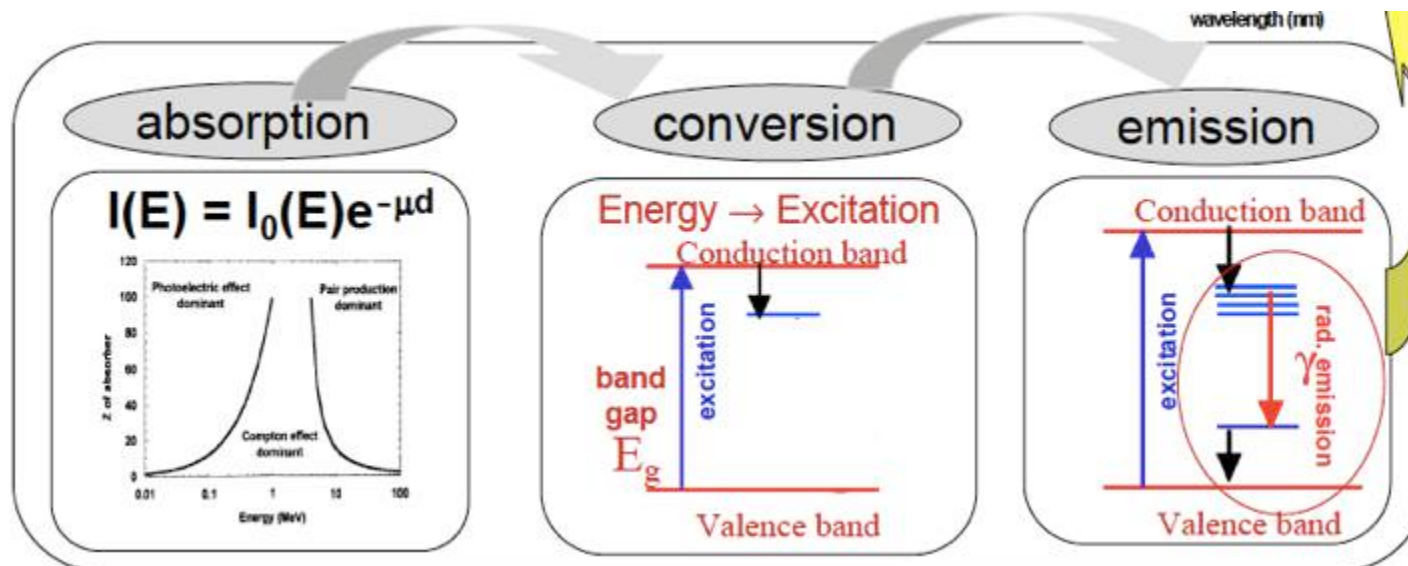 wavelength (nm)
absorption
conversion
emission
I(E) = I₀(E)e⁻μᵈ
120
100
80
60
40
20
0
Z of absorber
Photoelectric effect
dominant
Pair production
dominant
Compton effect
dominant
0.01
0.1
1
10
100
Energy (MeV)
Energy → Excitation
Conduction band
excitation
band
gap
Eg
Valence band
Conduction band
excitation
γ
rad. emission
Valence band